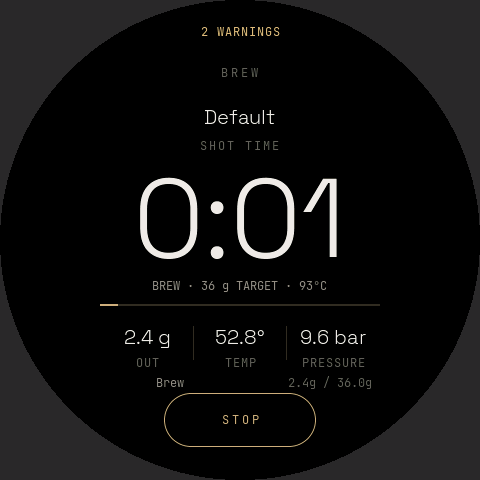 2 WARNINGS
BREW
Default
SHOT TIME
0:01
BREW · 36 g TARGET · 93°C
2.4 g 52.8° 9.6 bar
OUT TEMP PRESSURE
Brew 2.4g / 36.0g
STOP